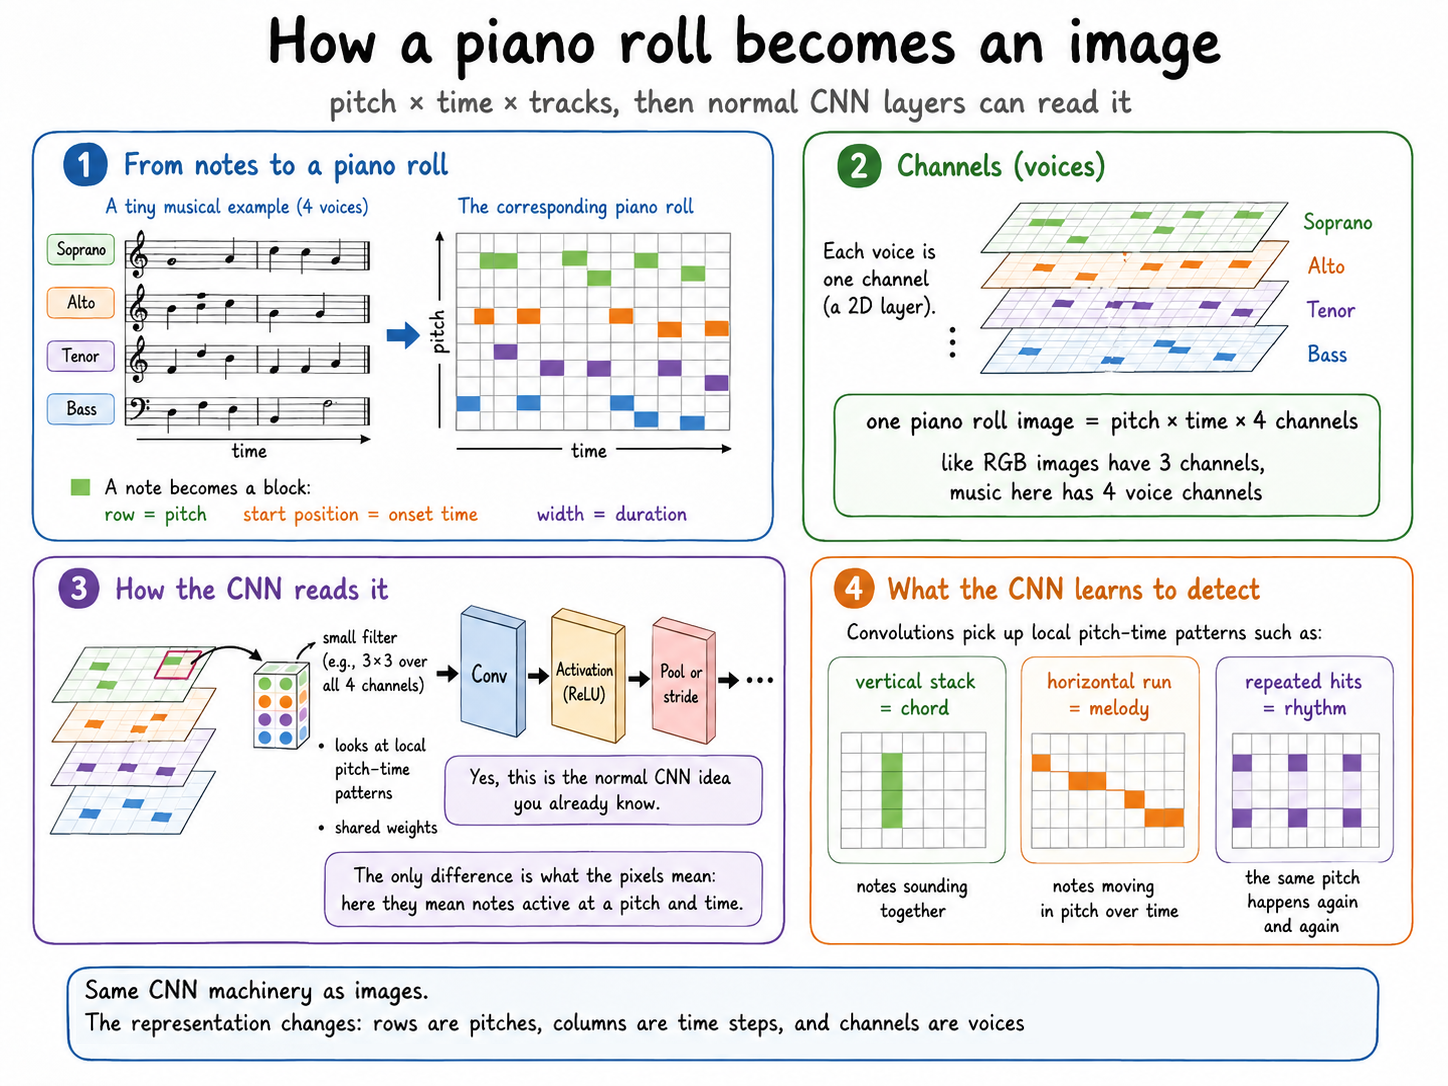 How a piano roll becomes an image
pitch × time × tracks, then normal CNN layers can read it
1 From notes to a piano roll
A tiny musical example (4 voices)
The corresponding piano roll
Soprano
Alto
Tenor
Bass
time
pitch
time
A note becomes a block:
row = pitch
start position = onset time
width = duration
2 Channels (voices)
Each voice is
one channel
(a 2D layer).
Soprano
Alto
Tenor
Bass
one piano roll image = pitch × time × 4 channels
like RGB images have 3 channels,
music here has 4 voice channels
3 How the CNN reads it
small filter
(e., 3×3 over
all 4 channels)
• looks at local
pitch–time
patterns
• shared weights
Conv
Activation
(ReLU)
Pool or
stride
Yes, this is the normal CNN idea
you already know.
The only difference is what the pixels mean:
here they mean notes active at a pitch and time.
4 What the CNN learns to detect
Convolutions pick up local pitch–time patterns such as:
vertical stack
= chord
notes sounding
together
horizontal run
= melody
notes moving
in pitch over time
repeated hits
= rhythm
the same pitch
happens again
and again
Same CNN machinery as images.
The representation changes: rows are pitches, columns are time steps, and channels are voices